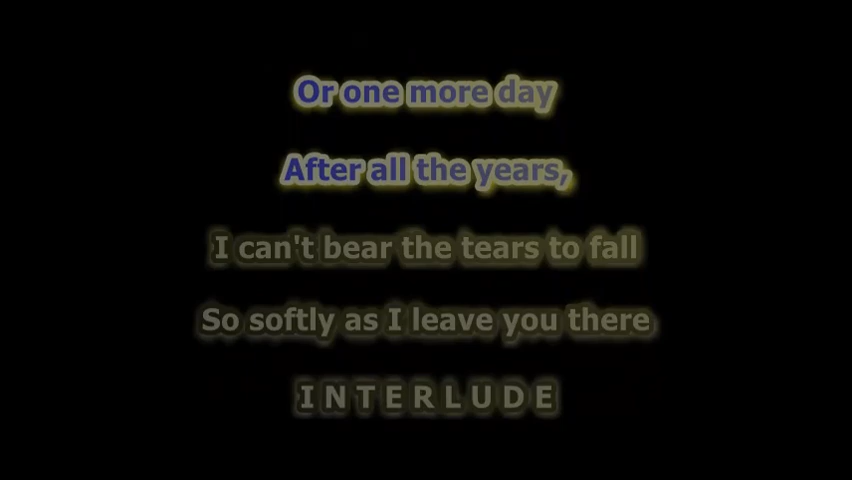 Or one more day
After all the years,
I can't bear the tears to fall
So softly as I leave you there
I N T E R L U D E